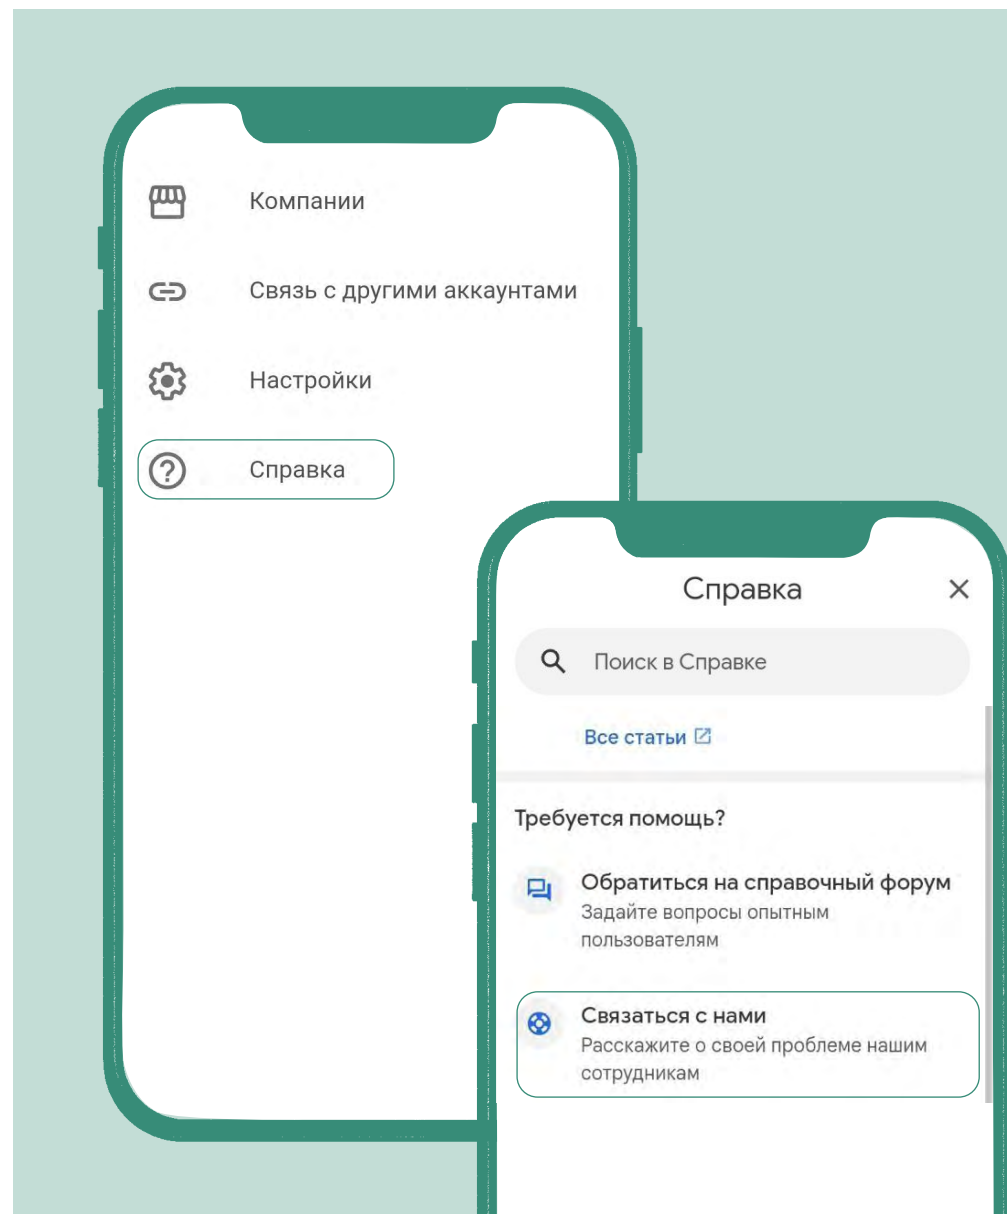 Компании
Связь с другими аккаунтами
Настройки
Справка
Справка
Поиск в Справке
Все статьи
Требуется помощь?
Обратиться на справочный форум
Задайте вопросы опытным
пользователям
Связаться с нами
Расскажите о своей проблеме нашим
сотрудникам